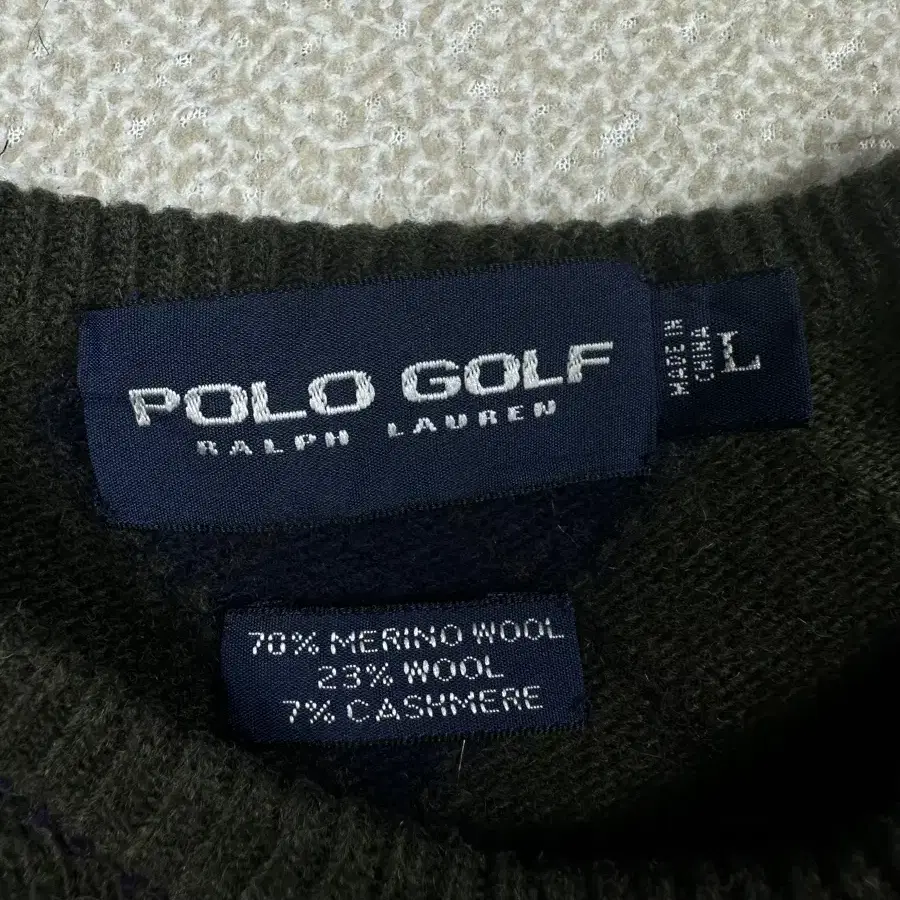 POLO GOLF
RALPH LAUREN
MADE IN
CHINA
L
70% MERINO WOOL
23% WOOL
7% CASHMERE